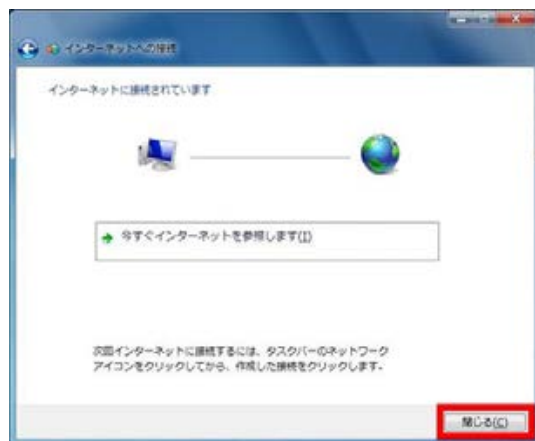 インターネットへの接続
インターネットに接続されています
今すぐインターネットを参照します(I)
次回インターネットに接続するには、タスクバーのネットワーク
アイコンをクリックしてから、作成した接続をクリックします。
閉じる(C)